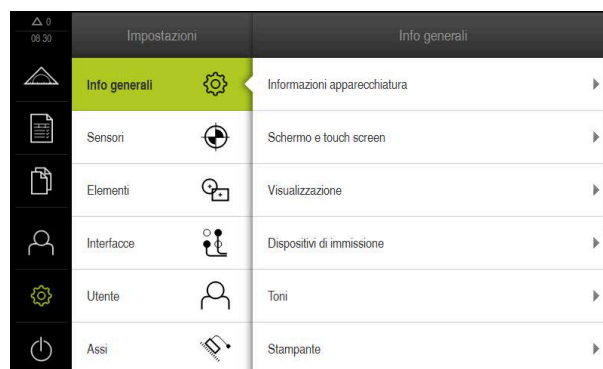 0
08 30
Impostazioni
Info generali
Info generali
Informazioni apparecchiatura
Sensori
Schermo e touch screen
Elementi
Visualizzazione
Interfacce
Dispositivi di immissione
Utente
Toni
Assi
Stampante